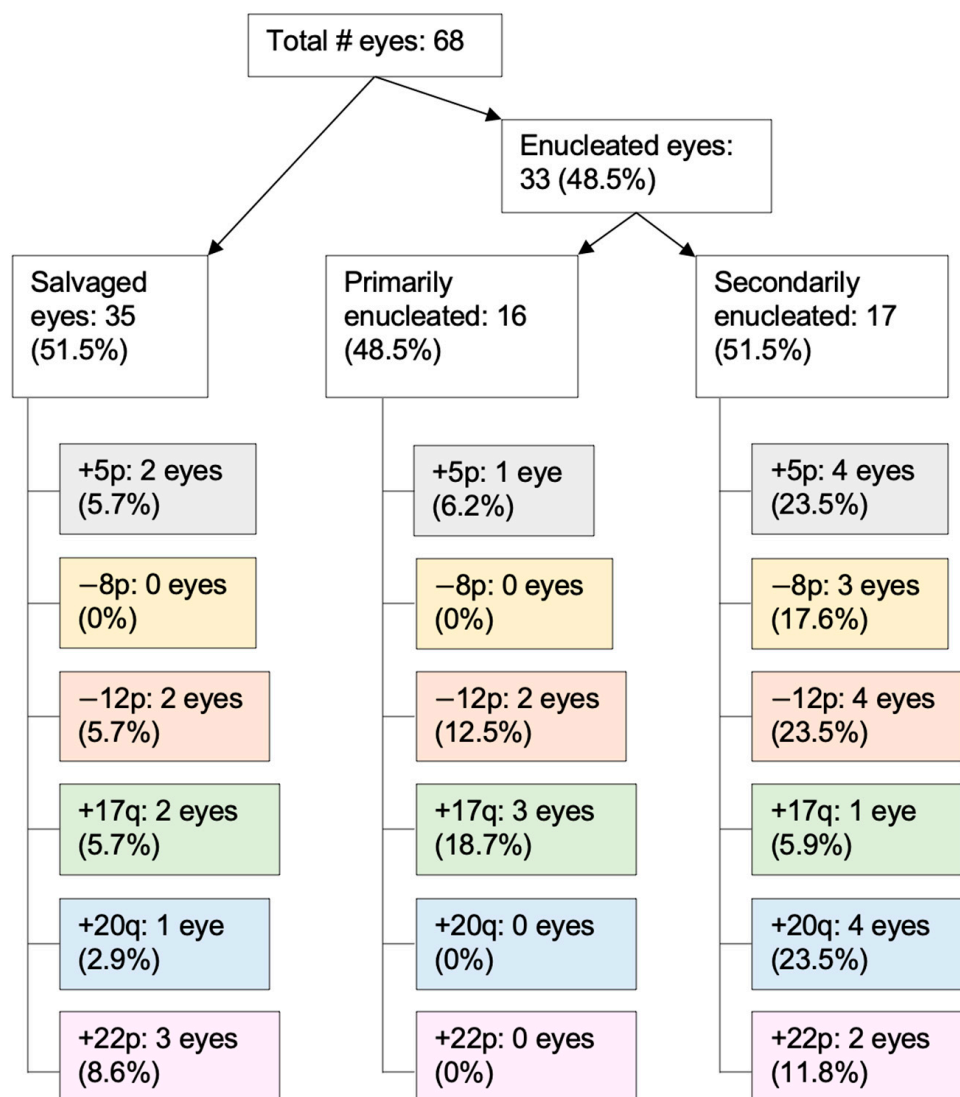 Total # eyes: 68
Enucleated eyes:
33 (48.5%)
Salvaged
eyes: 35
(51.5%)
Primarily
enucleated: 16
(48.5%)
Secondarily
enucleated: 17
(51.5%)
+5p: 2 eyes
(5.7%)
−8p: 0 eyes
(0%)
−12p: 2 eyes
(5.7%)
+17q: 2 eyes
(5.7%)
+20q: 1 eye
(2.9%)
+22p: 3 eyes
(8.6%)
+5p: 1 eye
(6.2%)
−8p: 0 eyes
(0%)
−12p: 2 eyes
(12.5%)
+17q: 3 eyes
(18.7%)
+20q: 0 eyes
(0%)
+22p: 0 eyes
(0%)
+5p: 4 eyes
(23.5%)
−8p: 3 eyes
(17.6%)
−12p: 4 eyes
(23.5%)
+17q: 1 eye
(5.9%)
+20q: 4 eyes
(23.5%)
+22p: 2 eyes
(11.8%)